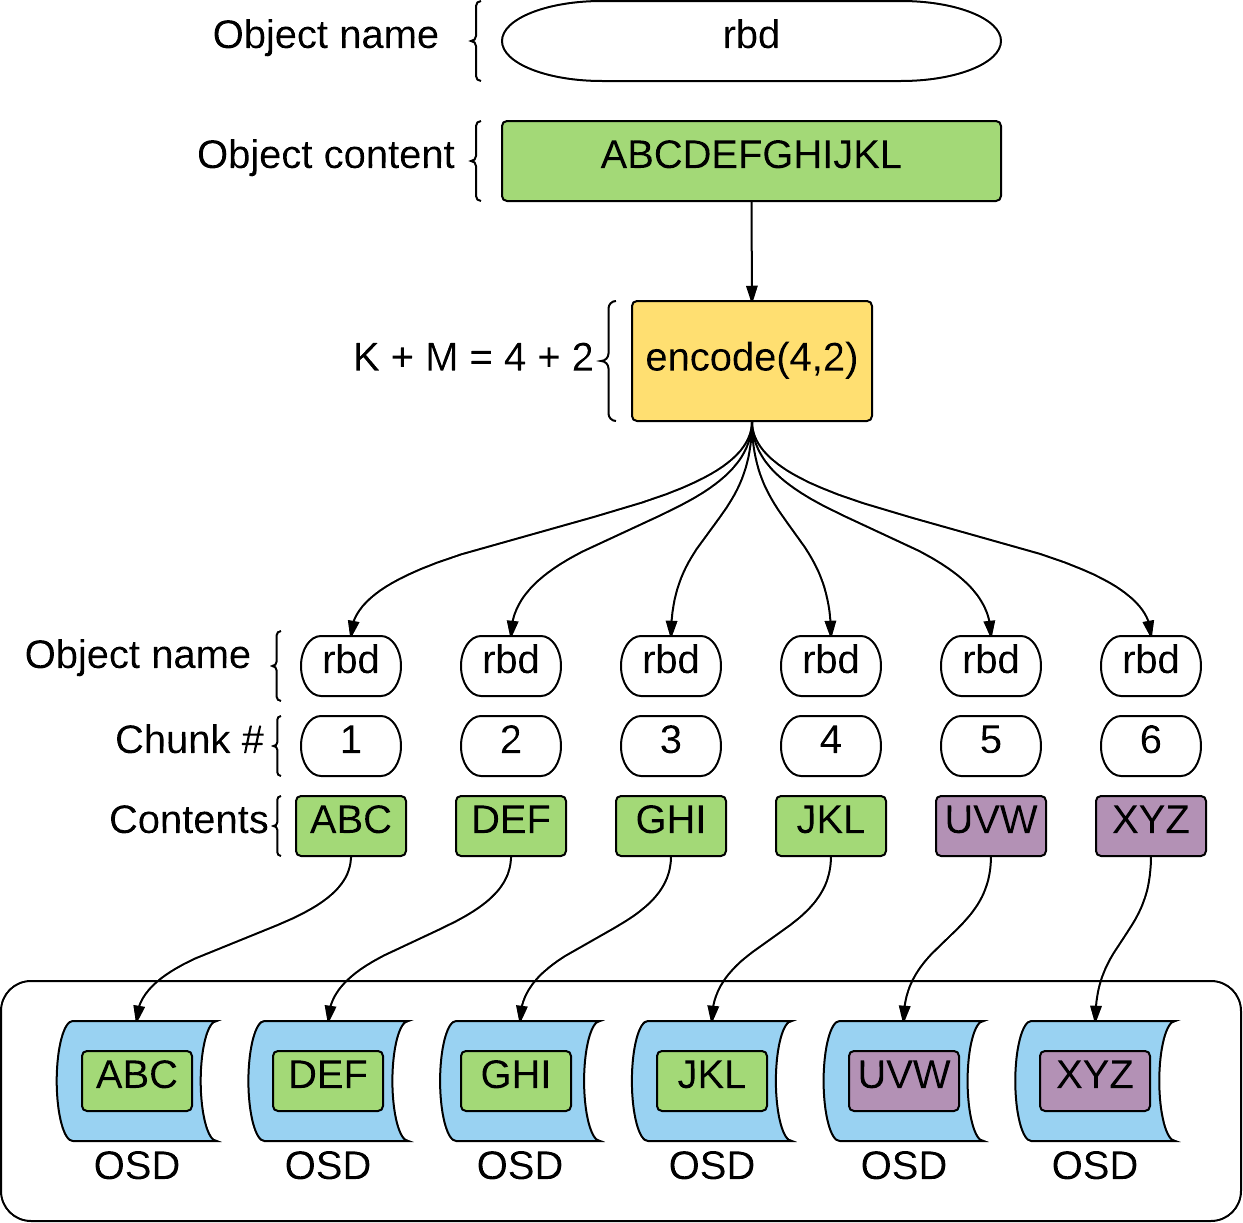 Object name rbd
Object content ABCDEFGHIJKL
K + M = 4 + 2 encode(4,2)
Object name rbd rbd rbd rbd rbd rbd
Chunk # 1 2 3 4 5 6
Contents ABC DEF GHI JKL UVW XYZ
ABC DEF GHI JKL UVW XYZ
OSD OSD OSD OSD OSD OSD